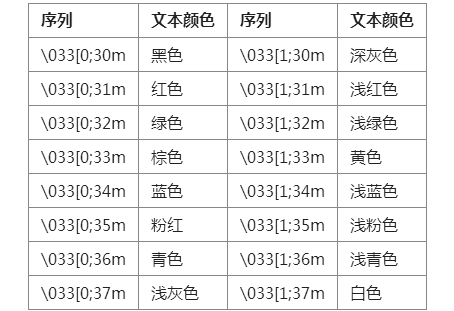 序列 文本颜色 序列 文本颜色
\033[0;30m 黑色 \033[1;30m 深灰色
\033[0;31m 红色 \033[1;31m 浅红色
\033[0;32m 绿色 \033[1;32m 浅绿色
\033[0;33m 棕色 \033[1;33m 黄色
\033[0;34m 蓝色 \033[1;34m 浅蓝色
\033[0;35m 粉红 \033[1;35m 浅粉色
\033[0;36m 青色 \033[1;36m 浅青色
\033[0;37m 浅灰色 \033[1;37m 白色